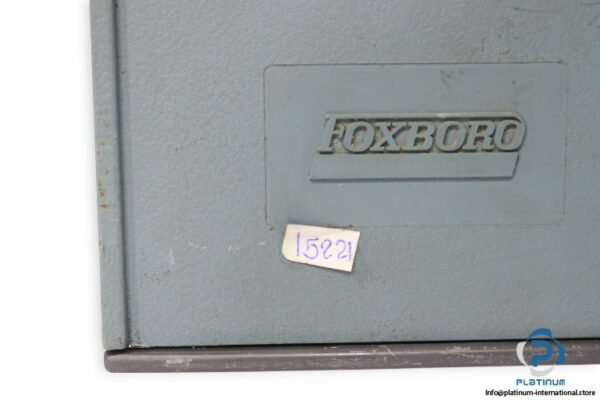 FOXBORO
15221
PLATINUM
Info@platinum-international.store